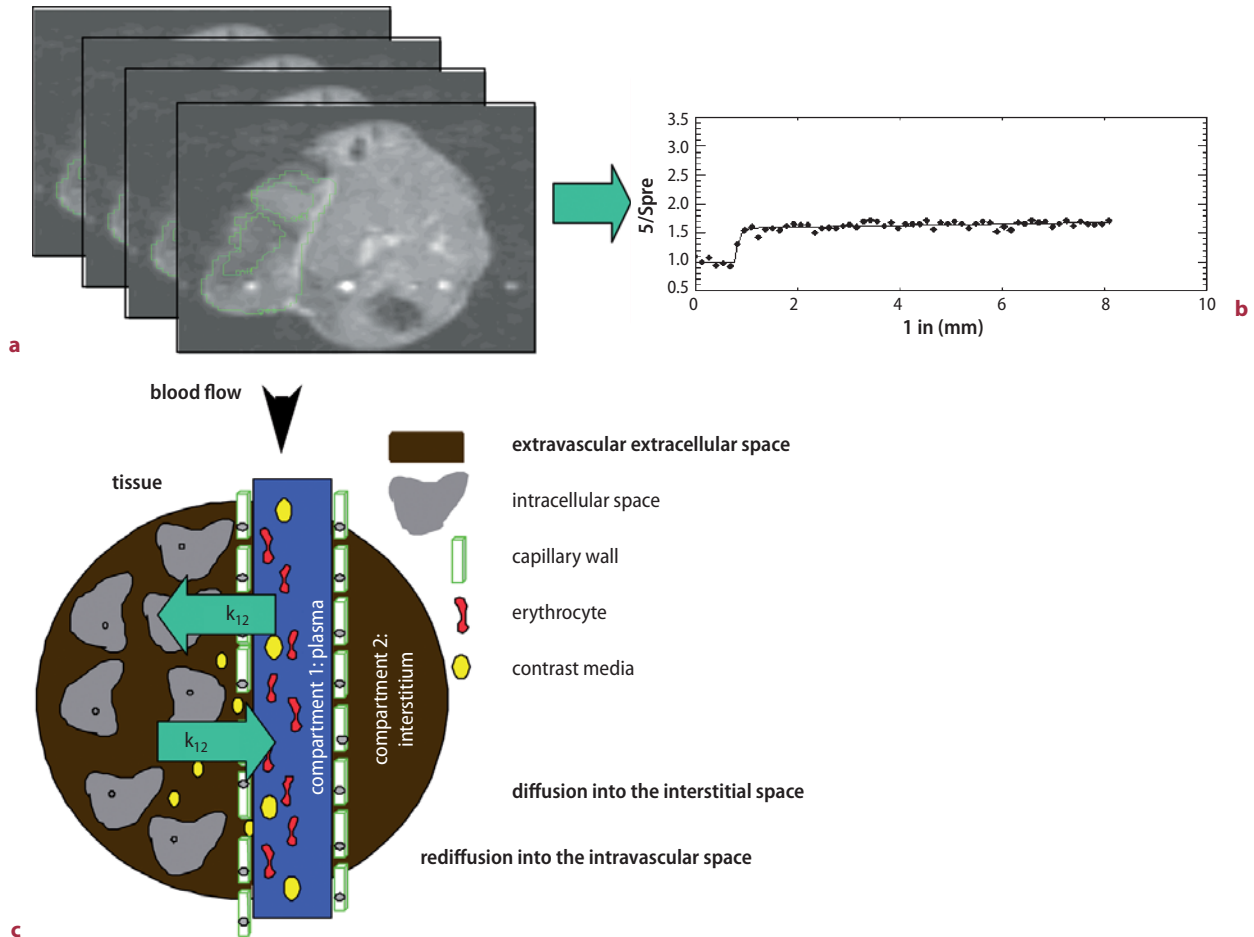 a
5/Spre
3.5
3.0
2.5
2.0
1.5
1.0
0.5
0 2 4 6 8 10
1 in (mm)
b
blood flow
tissue
k12
k12
compartment 1: plasma
compartment 2:
interstitium
extravascular extracellular space
intracellular space
capillary wall
erythrocyte
contrast media
diffusion into the interstitial space
rediffusion into the intravascular space
c